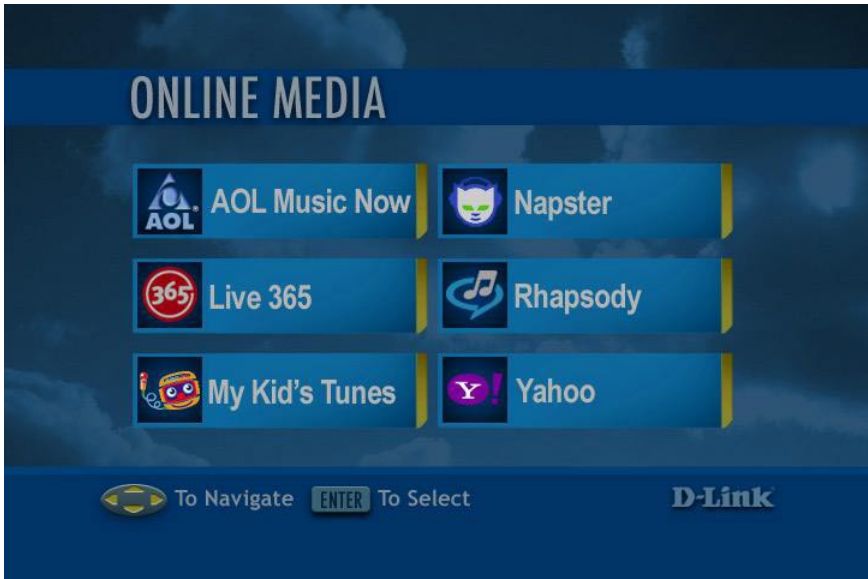 ONLINE MEDIA
AOL AOL Music Now
Napster
365 Live 365
Rhapsody
My Kid's Tunes
Y! Yahoo
To Navigate ENTER To Select
D-Link